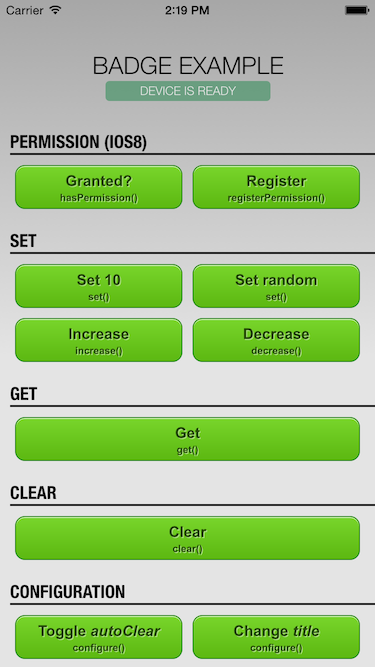 Carrier 2:19 PM
BADGE EXAMPLE
DEVICE IS READY
PERMISSION (IOS8)
Granted? Register
hasPermission() registerPermission()
SET
Set 10 Set random
set() set()
Increase Decrease
increase() decrease()
GET
Get
get()
CLEAR
Clear
clear()
CONFIGURATION
Toggle autoClear Change title
configure() configure()